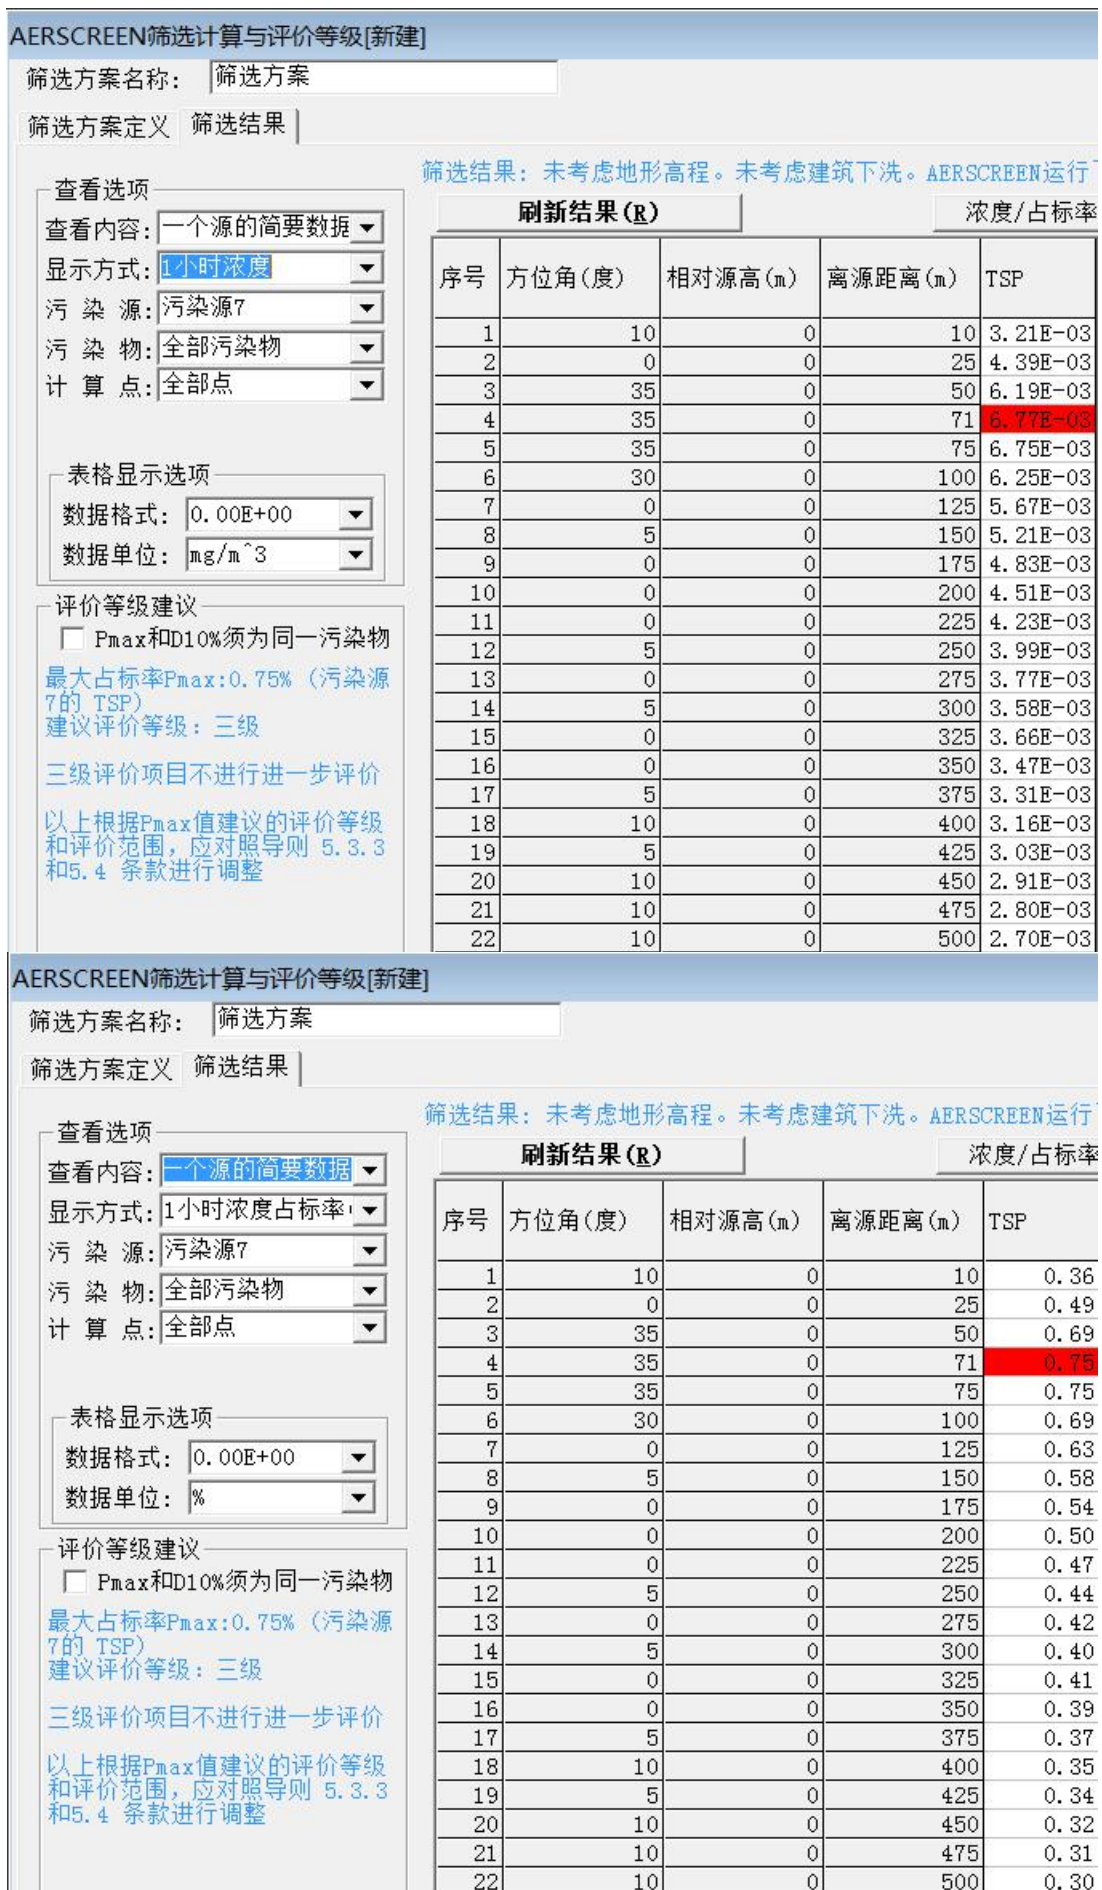 AERSCREEN筛选计算与评价等级[新建]
筛选方案名称: 筛选方案
筛选方案定义 筛选结果
筛选结果: 未考虑地形高程。未考虑建筑下洗。AERSCREEN运行
查看选项
查看内容: 一个源的简要数据
显示方式: 1小时浓度
污 染 源: 污染源7
污 染 物: 全部污染物
计 算 点: 全部点
表格显示选项
数据格式: 0.00E+00
数据单位: mg/m^3
评价等级建议
Pmax和D10%须为同一污染物
最大占标率Pmax:0.75% (污染源
7的 TSP)
建议评价等级: 三级
三级评价项目不进行进一步评价
以上根据Pmax值建议的评价等级
和评价范围，应对照导则 5.3.3
和5.4 条款进行调整
刷新结果(R) 浓度/占标率
序号 方位角(度) 相对源高(m) 离源距离(m) TSP
1 10 0 10 3.21E-03
2 0 0 25 4.39E-03
3 35 0 50 6.19E-03
4 35 0 71 6.77E-03
5 35 0 75 6.75E-03
6 30 0 100 6.25E-03
7 0 0 125 5.67E-03
8 5 0 150 5.21E-03
9 0 0 175 4.83E-03
10 0 0 200 4.51E-03
11 0 0 225 4.23E-03
12 5 0 250 3.99E-03
13 0 0 275 3.77E-03
14 5 0 300 3.58E-03
15 0 0 325 3.66E-03
16 0 0 350 3.47E-03
17 5 0 375 3.31E-03
18 10 0 400 3.16E-03
19 5 0 425 3.03E-03
20 10 0 450 2.91E-03
21 10 0 475 2.80E-03
22 10 0 500 2.70E-03
AERSCREEN筛选计算与评价等级[新建]
筛选方案名称: 筛选方案
筛选方案定义 筛选结果
筛选结果: 未考虑地形高程。未考虑建筑下洗。AERSCREEN运行
查看选项
查看内容: 一个源的简要数据
显示方式: 1小时浓度占标率
污 染 源: 污染源7
污 染 物: 全部污染物
计 算 点: 全部点
表格显示选项
数据格式: 0.00E+00
数据单位: %
评价等级建议
Pmax和D10%须为同一污染物
最大占标率Pmax:0.75% (污染源
7的 TSP)
建议评价等级: 三级
三级评价项目不进行进一步评价
以上根据Pmax值建议的评价等级
和评价范围，应对照导则 5.3.3
和5.4 条款进行调整
刷新结果(R) 浓度/占标率
序号 方位角(度) 相对源高(m) 离源距离(m) TSP
1 10 0 10 0.36
2 0 0 25 0.49
3 35 0 50 0.69
4 35 0 71 0.75
5 35 0 75 0.75
6 30 0 100 0.69
7 0 0 125 0.63
8 5 0 150 0.58
9 0 0 175 0.54
10 0 0 200 0.50
11 0 0 225 0.47
12 5 0 250 0.44
13 0 0 275 0.42
14 5 0 300 0.40
15 0 0 325 0.41
16 0 0 350 0.39
17 5 0 375 0.37
18 10 0 400 0.35
19 5 0 425 0.34
20 10 0 450 0.32
21 10 0 475 0.31
22 10 0 500 0.30